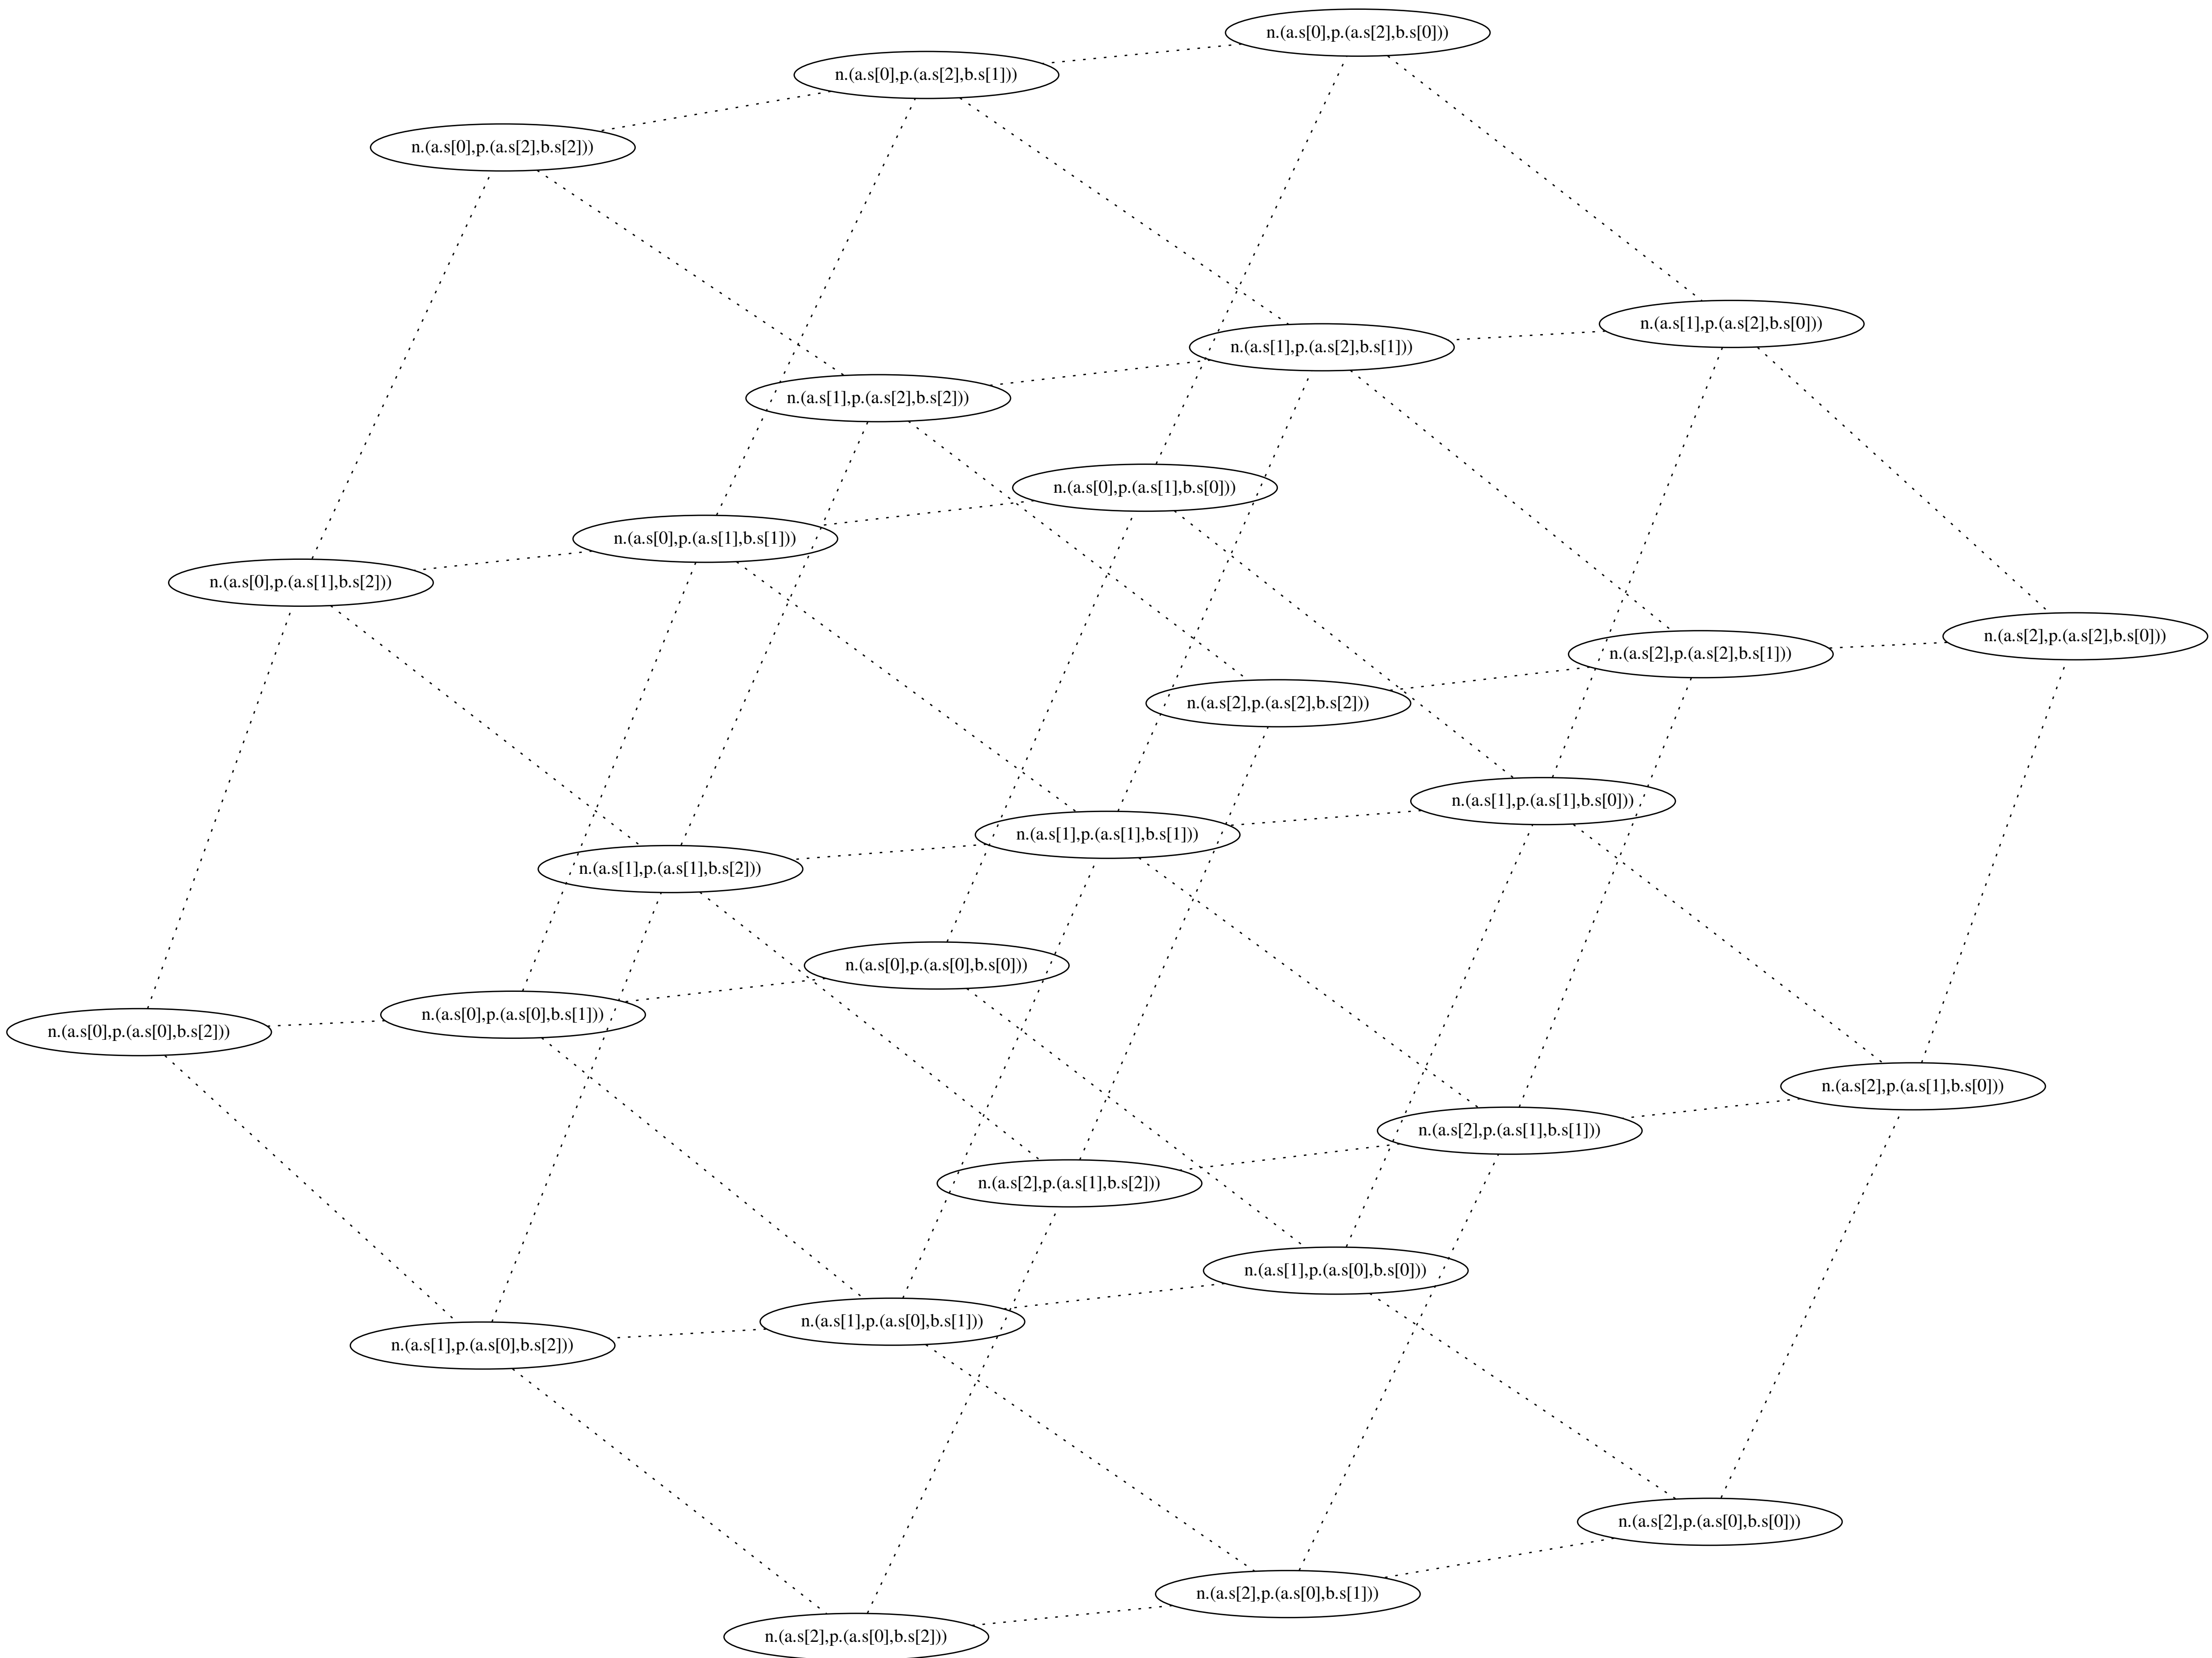 n.(a.s[0],p.(a.s[2],b.s[0]))
n.(a.s[0],p.(a.s[2],b.s[1]))
n.(a.s[0],p.(a.s[2],b.s[2]))
n.(a.s[1],p.(a.s[2],b.s[0]))
n.(a.s[1],p.(a.s[2],b.s[1]))
n.(a.s[1],p.(a.s[2],b.s[2]))
n.(a.s[0],p.(a.s[1],b.s[0]))
n.(a.s[0],p.(a.s[1],b.s[1]))
n.(a.s[0],p.(a.s[1],b.s[2]))
n.(a.s[2],p.(a.s[2],b.s[0]))
n.(a.s[2],p.(a.s[2],b.s[1]))
n.(a.s[2],p.(a.s[2],b.s[2]))
n.(a.s[1],p.(a.s[1],b.s[0]))
n.(a.s[1],p.(a.s[1],b.s[1]))
n.(a.s[1],p.(a.s[1],b.s[2]))
n.(a.s[0],p.(a.s[0],b.s[0]))
n.(a.s[0],p.(a.s[0],b.s[1]))
n.(a.s[0],p.(a.s[0],b.s[2]))
n.(a.s[2],p.(a.s[1],b.s[0]))
n.(a.s[2],p.(a.s[1],b.s[1]))
n.(a.s[2],p.(a.s[1],b.s[2]))
n.(a.s[1],p.(a.s[0],b.s[0]))
n.(a.s[1],p.(a.s[0],b.s[1]))
n.(a.s[1],p.(a.s[0],b.s[2]))
n.(a.s[2],p.(a.s[0],b.s[0]))
n.(a.s[2],p.(a.s[0],b.s[1]))
n.(a.s[2],p.(a.s[0],b.s[2]))